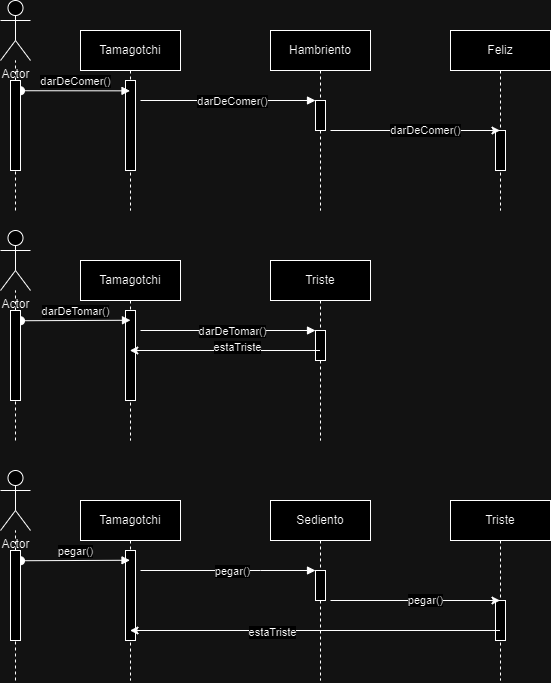 Tamagotchi
Hambriento
Feliz
Actor
darDeComer()
darDeComer()
darDeComer()
Tamagotchi
Triste
Actor
darDeTomar()
darDeTomar()
estaTriste
Tamagotchi
Sediento
Triste
Actor
pegar()
pegar()
pegar()
estaTriste